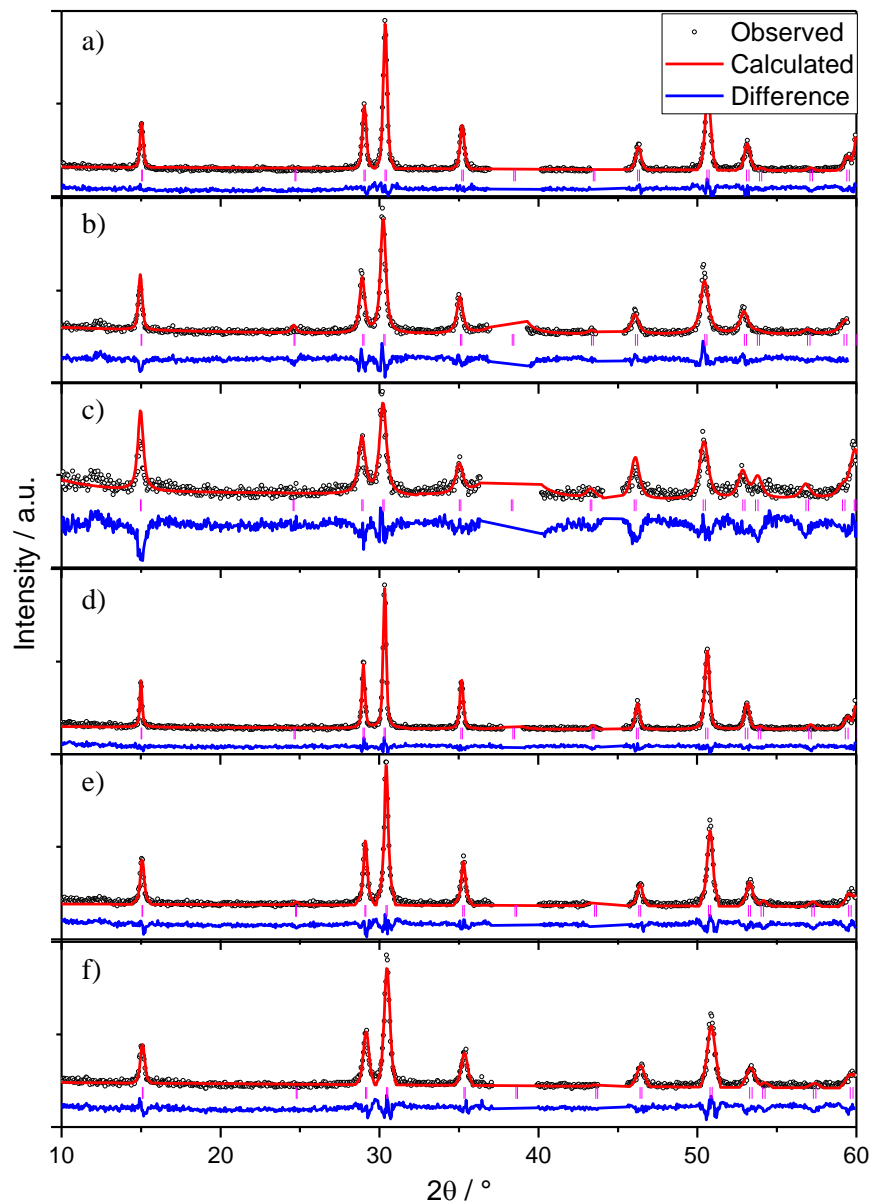 a)
Observed
Calculated
Difference
b)
c)
d)
e)
f)
Intensity / a.u.
10 20 30 40 50 60
2θ / °